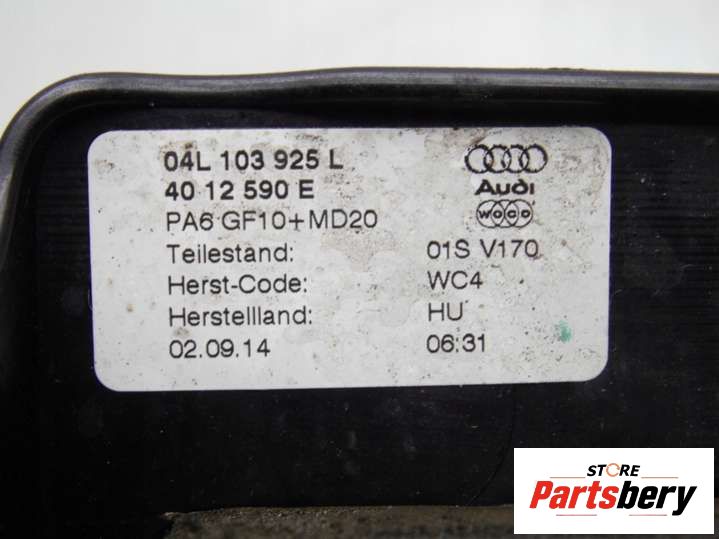 04L 103 925 L
40 12 590 E
Audi
woco
PA6 GF10+MD20
Teilestand: 01S V170
Herst-Code: WC4
Herstellland: HU
02.09.14 06:31
STORE
Partsbery